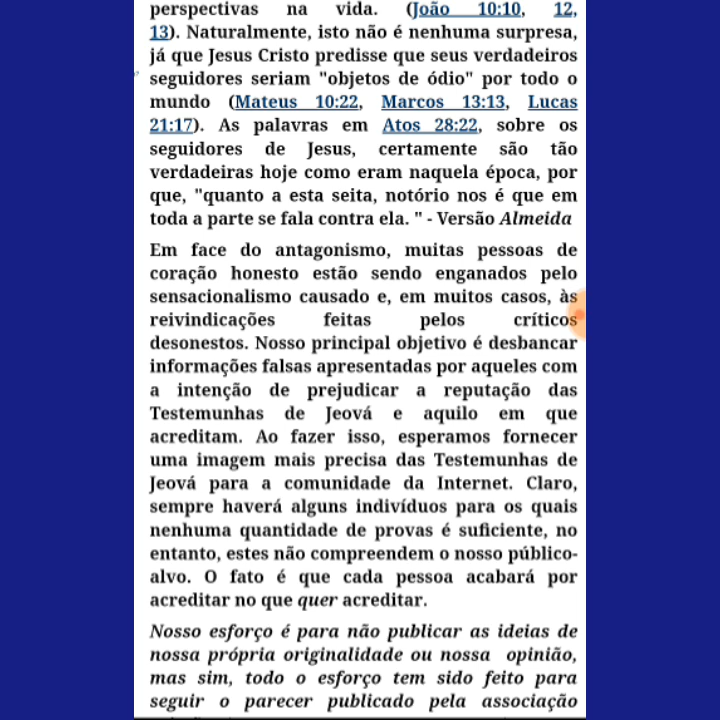 perspectivas na vida. (João 10:10, 12,
13). Naturalmente, isto não é nenhuma surpresa,
já que Jesus Cristo predisse que seus verdadeiros
seguidores seriam "objetos de ódio" por todo o
mundo (Mateus 10:22, Marcos 13:13, Lucas
21:17). As palavras em Atos 28:22, sobre os
seguidores de Jesus, certamente são tão
verdadeiras hoje como eram naquela época, por
que, "quanto a esta seita, notório nos é que em
toda a parte se fala contra ela. " - Versão Almeida
Em face do antagonismo, muitas pessoas de
coração honesto estão sendo enganados pelo
sensacionalismo causado e, em muitos casos, às
reivindicações feitas pelos críticos
desonestos. Nosso principal objetivo é desbancar
informações falsas apresentadas por aqueles com
a intenção de prejudicar a reputação das
Testemunhas de Jeová e aquilo em que
acreditam. Ao fazer isso, esperamos fornecer
uma imagem mais precisa das Testemunhas de
Jeová para a comunidade da Internet. Claro,
sempre haverá alguns indivíduos para os quais
nenhuma quantidade de provas é suficiente, no
entanto, estes não compreendem o nosso público-
alvo. O fato é que cada pessoa acabará por
acreditar no que quer acreditar.
Nosso esforço é para não publicar as ideias de
nossa própria originalidade ou nossa opinião,
mas sim, todo o esforço tem sido feito para
seguir o parecer publicado pela associação